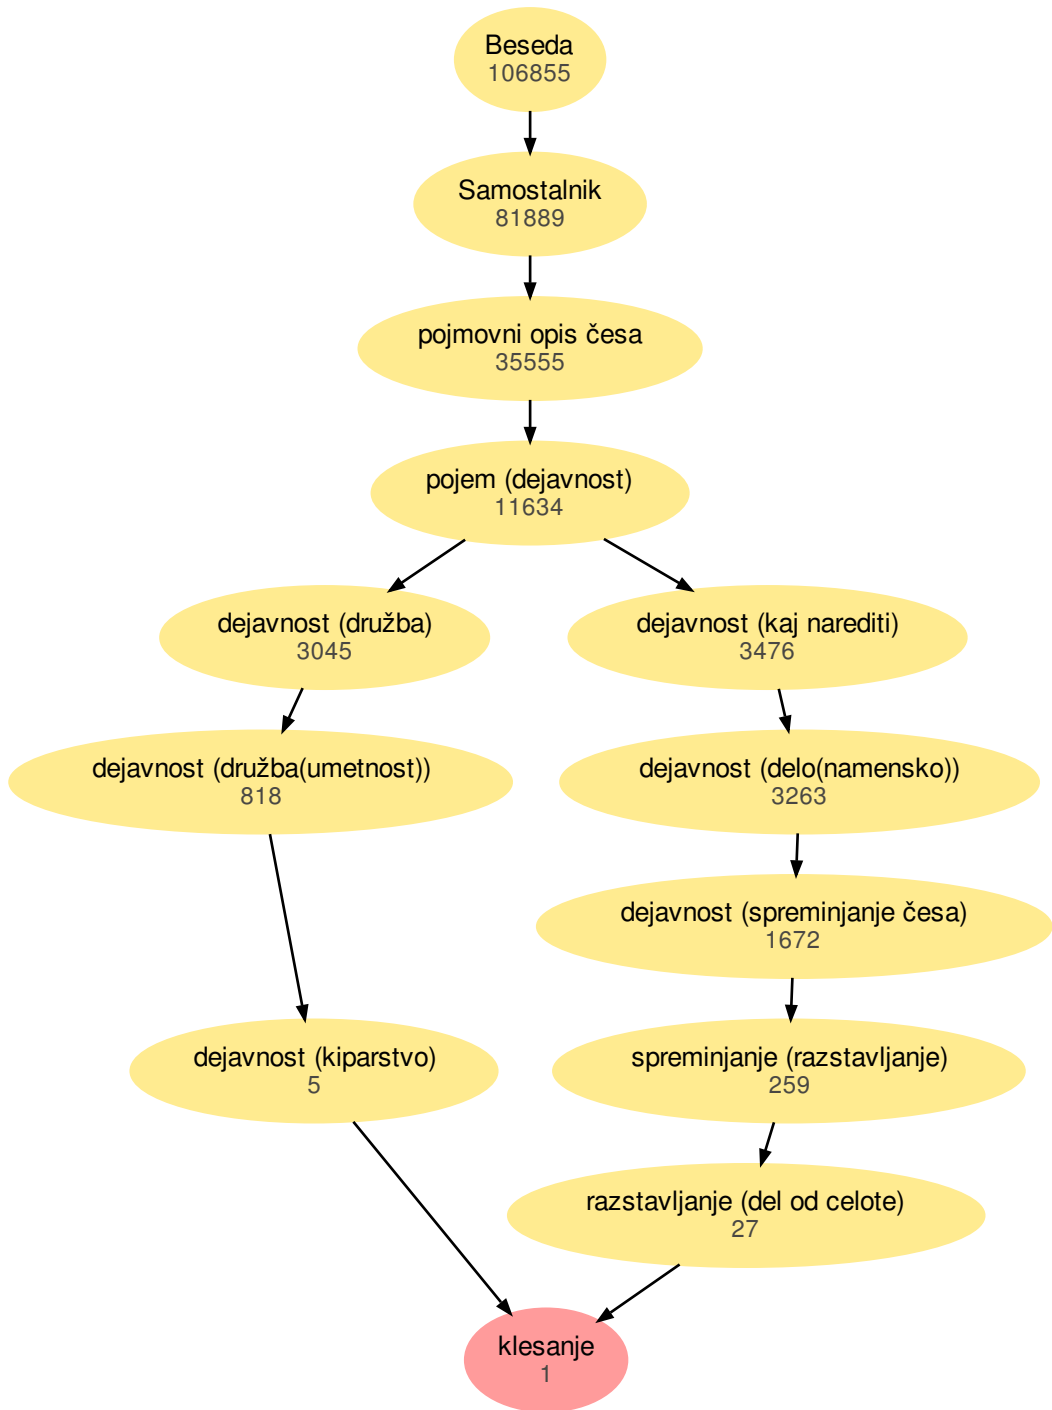 Beseda
106855
Samostalnik
81889
pojmovni opis česa
35555
pojem (dejavnost)
11634
dejavnost (družba)
3045
dejavnost (kaj narediti)
3476
dejavnost (družba(umetnost))
818
dejavnost (delo(namensko))
3263
dejavnost (spreminjanje česa)
1672
dejavnost (kiparstvo)
5
spreminjanje (razstavljanje)
259
razstavljanje (del od celote)
27
klesanje
1